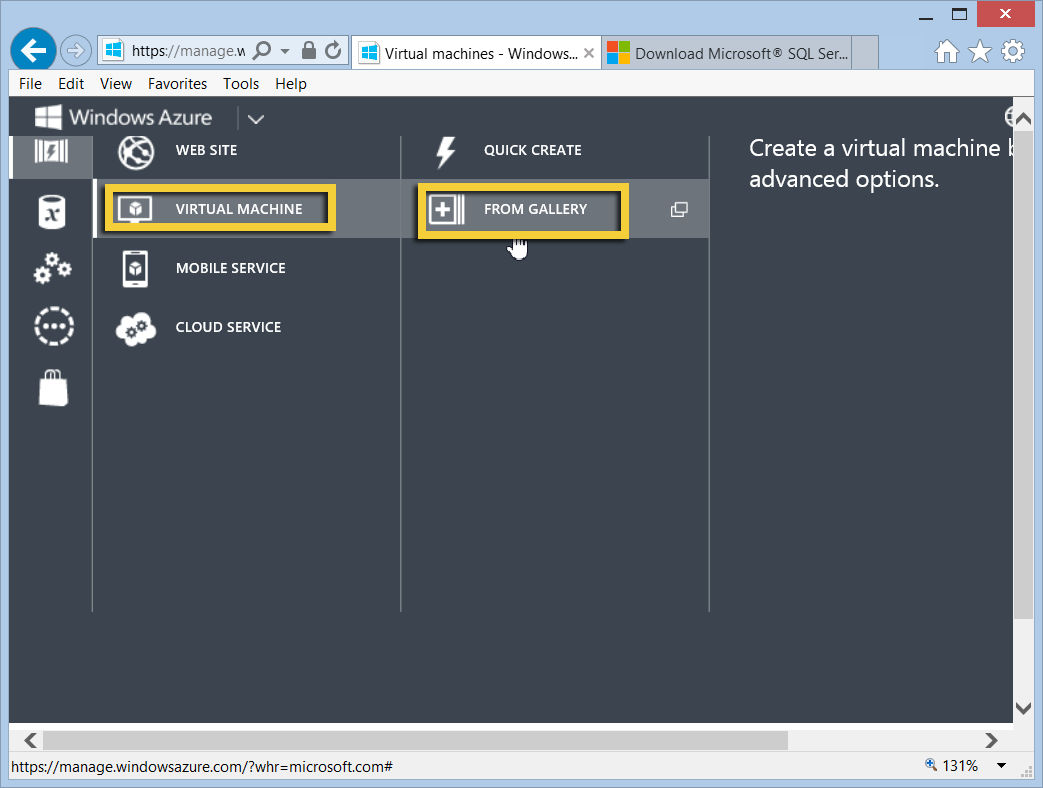 https://manage.w
Virtual machines - Windows...
Download Microsoft® SQL Ser...
File Edit View Favorites Tools Help
Windows Azure
WEB SITE
QUICK CREATE
VIRTUAL MACHINE
FROM GALLERY
MOBILE SERVICE
CLOUD SERVICE
Create a virtual machine
advanced options.
https://manage.windowsazure.com/?whr=microsoft.com#
131%